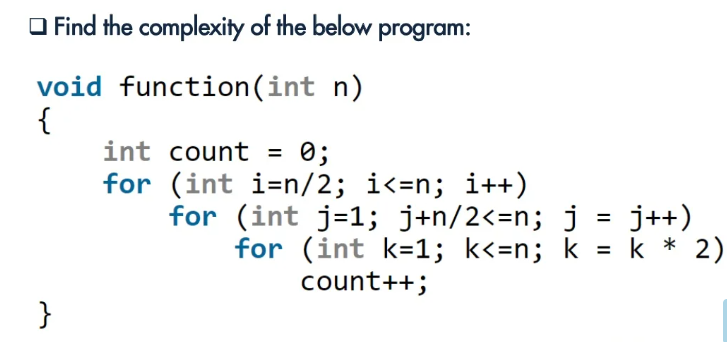 ❑ Find the complexity of the below program:
void function(int n)
{
    int count = 0;
    for (int i=n/2; i<=n; i++)
        for (int j=1; j+n/2<=n; j = j++)
            for (int k=1; k<=n; k = k * 2)
                count++;
}